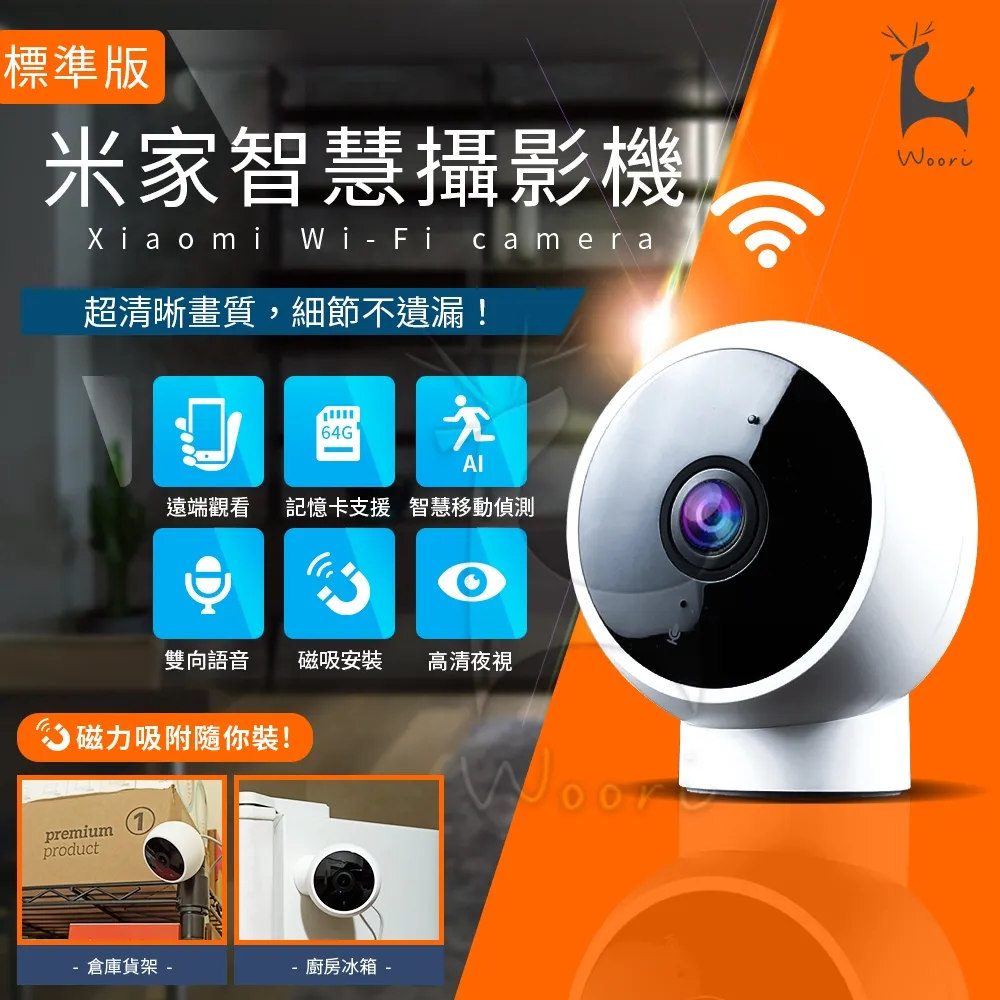 標準版
Woori
米家智慧攝影機
Xiaomi Wi-Fi camera
超清晰畫質，細節不遺漏！
64G
AI
遠端觀看
記憶卡支援
智慧移動偵測
雙向語音
磁吸安裝
高清夜視
磁力吸附隨你裝!
premium
product
1
Woori
- 倉庫貨架 -
- 廚房冰箱 -